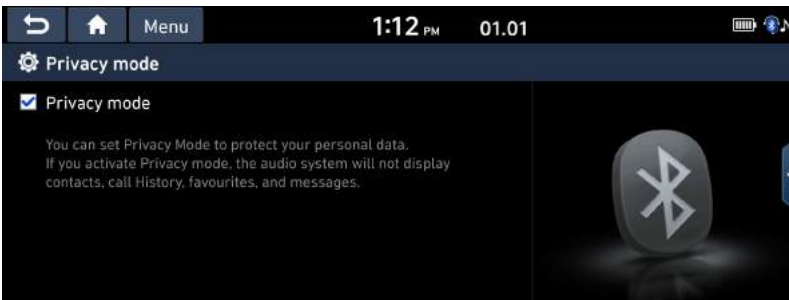 Menu
1:12 PM
01.01
Privacy mode
Privacy mode
You can set Privacy Mode to protect your personal data.
If you activate Privacy mode, the audio system will not display
contacts, call History, favourites, and messages.